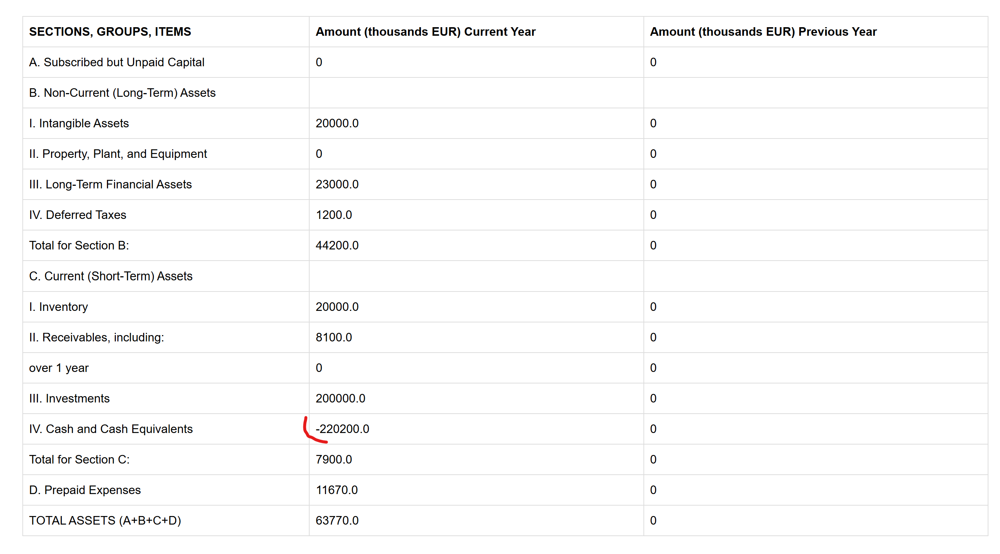 SECTIONS, GROUPS, ITEMS Amount (thousands EUR) Current Year Amount (thousands EUR) Previous Year
A. Subscribed but Unpaid Capital 0 0
B. Non-Current (Long-Term) Assets
I. Intangible Assets 20000.0 0
II. Property, Plant, and Equipment 0 0
III. Long-Term Financial Assets 23000.0 0
IV. Deferred Taxes 1200.0 0
Total for Section B: 44200.0 0
C. Current (Short-Term) Assets
I. Inventory 20000.0 0
II. Receivables, including: 8100.0 0
over 1 year 0 0
III. Investments 200000.0 0
IV. Cash and Cash Equivalents -220200.0 0
Total for Section C: 7900.0 0
D. Prepaid Expenses 11670.0 0
TOTAL ASSETS (A+B+C+D) 63770.0 0